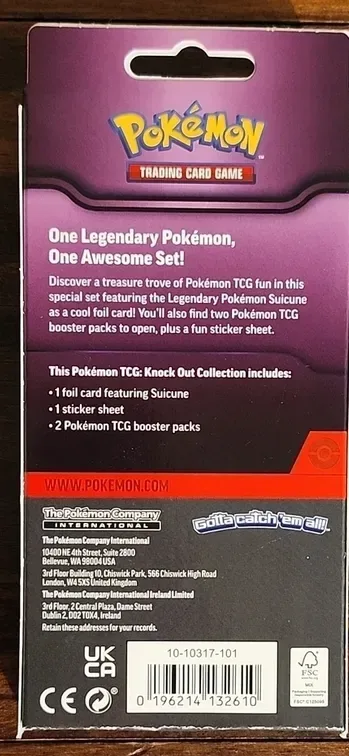 POKéMON
TRADING CARD GAME
One Legendary Pokémon,
One Awesome Set!
Discover a treasure trove of Pokémon TCG fun in this
special set featuring the Legendary Pokémon Suicune
as a cool foil card! You'll also find two Pokémon TCG
booster packs to open, plus a fun sticker sheet.
This Pokémon TCG: Knock Out Collection includes:
• 1 foil card featuring Suicune
• 1 sticker sheet
• 2 Pokémon TCG booster packs
WWW.POKEMON.COM
The Pokémon Company
INTERNATIONAL
Gotta catch 'em all!
The Pokémon Company International
10400 NE 4th Street, Suite 2800
Bellevue, WA 98004 USA
3rd Floor Building 10, Chiswick Park, 566 Chiswick High Road
London, W4 5XS United Kingdom
The Pokémon Company International Ireland Limited
3rd Floor, 2 Central Plaza, Dame Street
Dublin 2, D02 T0X4, Ireland
Retain these addresses for your records.
UK
CA
CE
10-10317-101
0 196214 132610
FSC
MIX